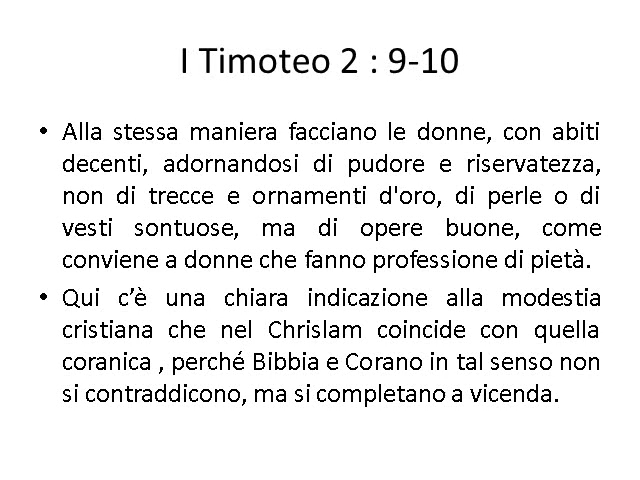 I Timoteo 2 : 9-10
• Alla stessa maniera facciano le donne, con abiti
decenti, adornandosi di pudore e riservatezza,
non di trecce e ornamenti d'oro, di perle o di
vesti sontuose, ma di opere buone, come
conviene a donne che fanno professione di pietà.
• Qui c’è una chiara indicazione alla modestia
cristiana che nel Chrislam coincide con quella
coranica , perché Bibbia e Corano in tal senso non
si contraddicono, ma si completano a vicenda.